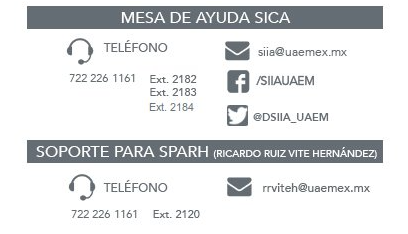 MESA DE AYUDA SICA
TELÉFONO
722 226 1161 Ext. 2182
Ext. 2183
Ext. 2184
siia@uaemex.mx
/SIIAUAEM
@DSIIA_UAEM
SOPORTE PARA SPARH (RICARDO RUIZ VITE HERNÁNDEZ)
TELÉFONO
722 226 1161 Ext. 2120
rrviteh@uaemex.mx